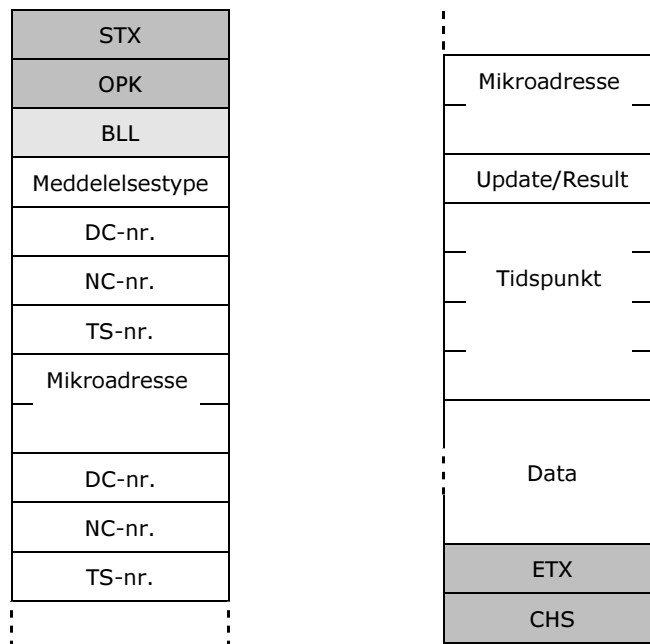 STX
OPK
BLL
Meddelelsestype
DC-nr.
NC-nr.
TS-nr.
Mikroadresse
DC-nr.
NC-nr.
TS-nr.
Mikroadresse
Update/Result
Tidspunkt
Data
ETX
CHS